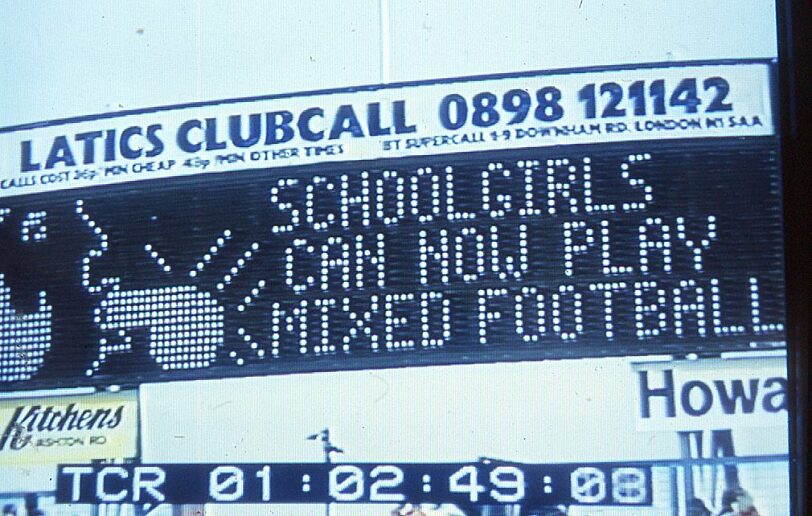 LATICS CLUBCALL 0898 121142
CALLS COST 36p/MIN CHEAP 48p/MIN OTHER TIMES BT SUPERCALL 1-9 DOWNHAM RD. LONDON N1 5AA
SCHOOLGIRLS
CAN NOW PLAY
MIXED FOOTBALL
Kitchens
Howa
TCR 01:02:49:08